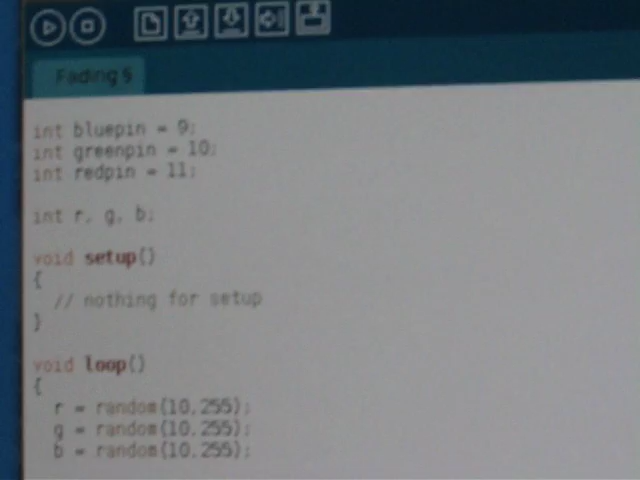 Fading §
int bluepin = 9;
int greenpin = 10;
int redpin = 11;
int r, g, b;
void setup()
{
// nothing for setup
}
void loop()
{
r = random(10,255);
g = random(10,255);
b = random(10,255);